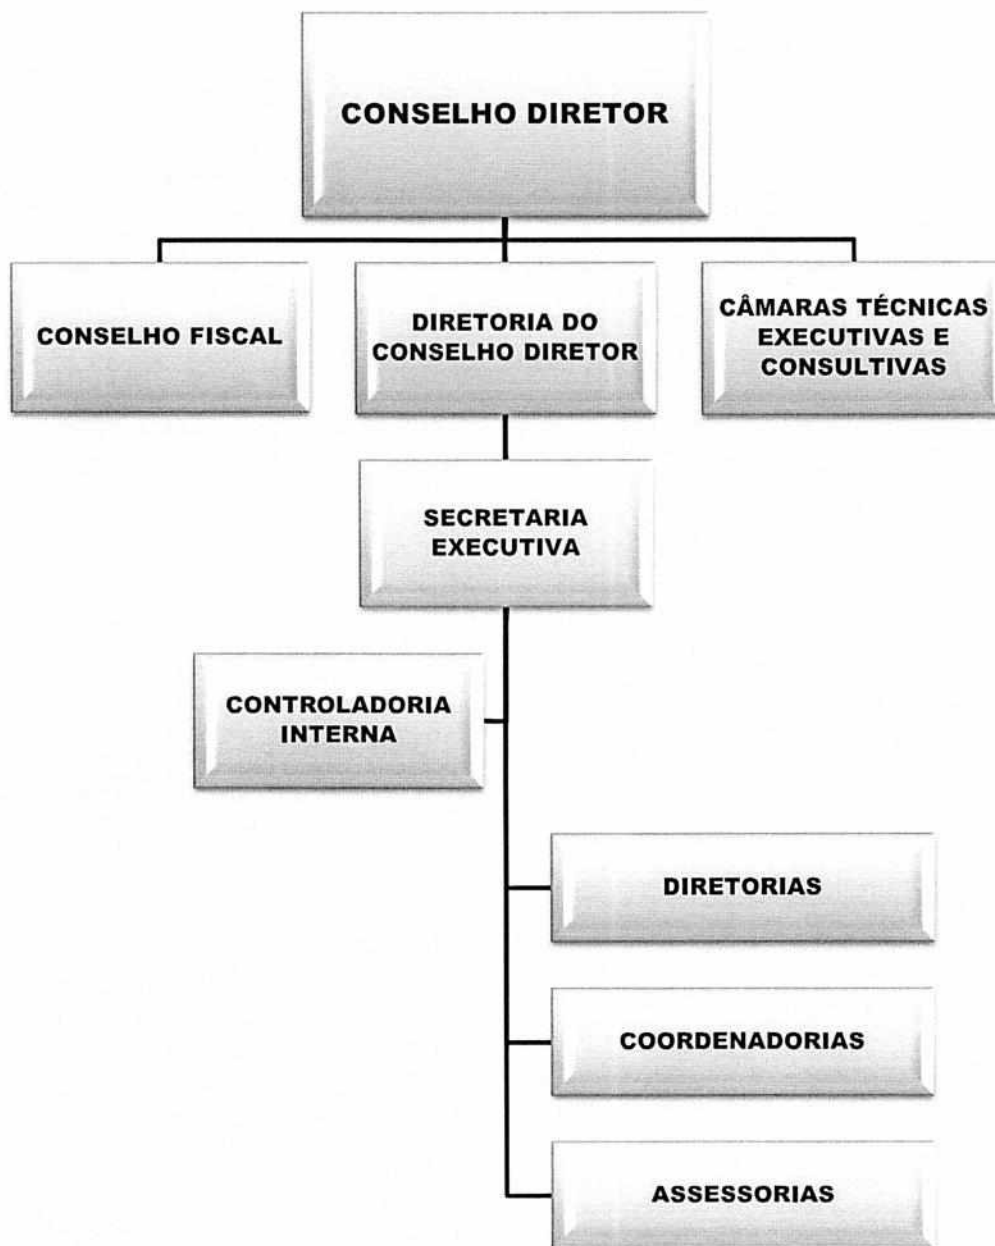 CONSELHO DIRETOR
CONSELHO FISCAL
DIRETORIA DO
CONSELHO DIRETOR
CÂMARAS TÉCNICAS
EXECUTIVAS E
CONSULTIVAS
SECRETARIA
EXECUTIVA
CONTROLADORIA
INTERNA
DIRETORIAS
COORDENADORIAS
ASSESSORIAS